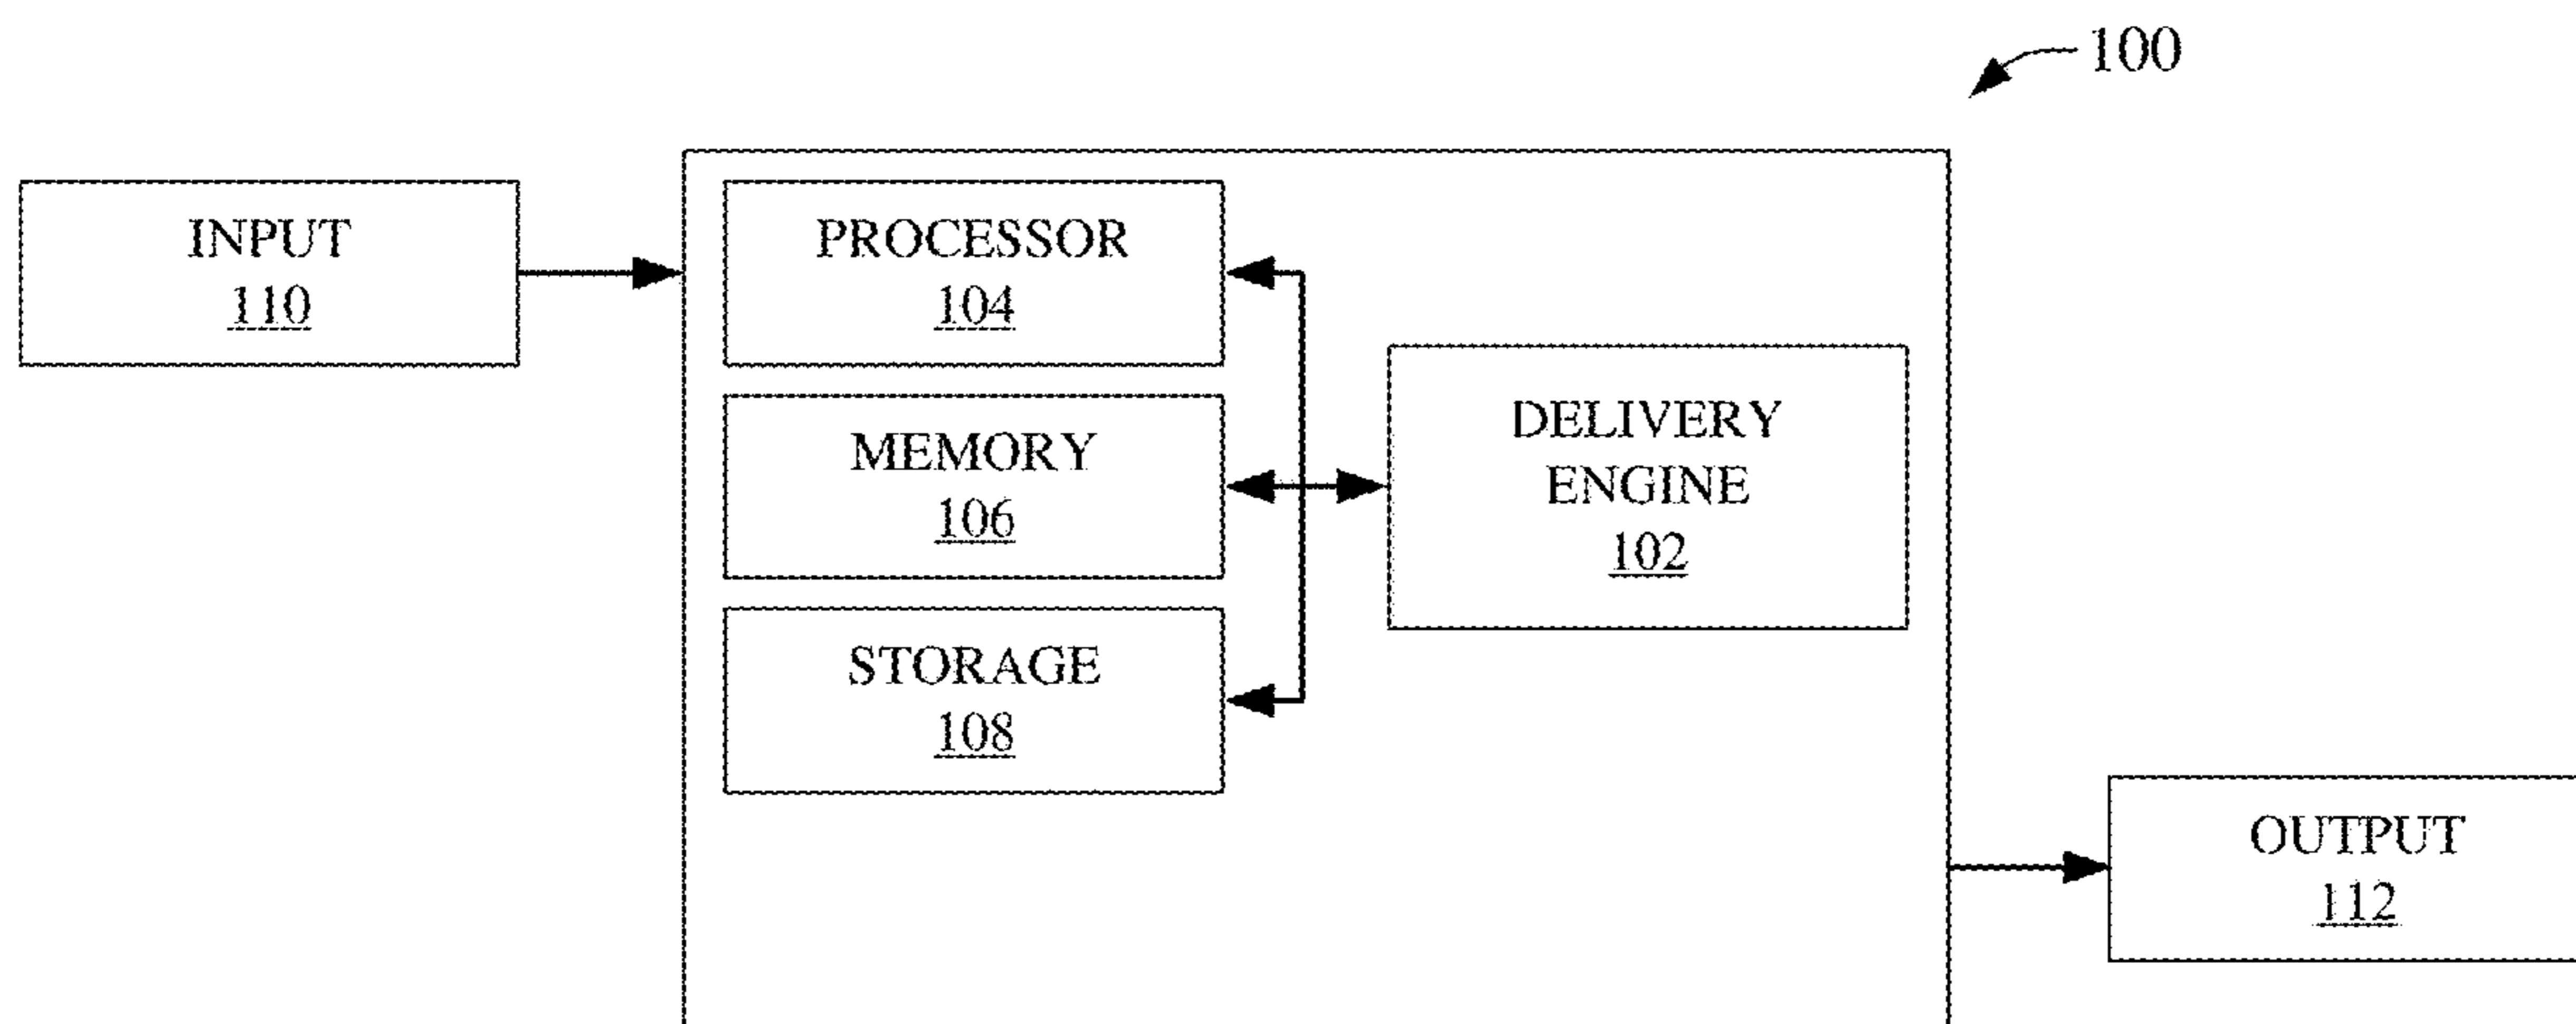 100
INPUT
110
PROCESSOR
104
MEMORY
106
STORAGE
108
DELIVERY
ENGINE
102
OUTPUT
112